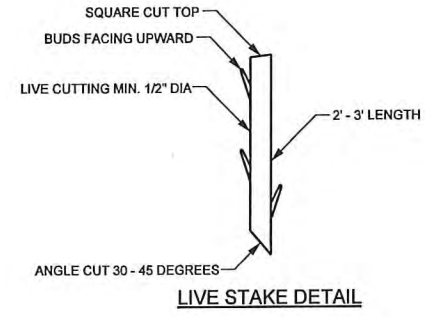 SQUARE CUT TOP
BUDS FACING UPWARD
LIVE CUTTING MIN. 1/2" DIA
2' - 3' LENGTH
ANGLE CUT 30 - 45 DEGREES
LIVE STAKE DETAIL